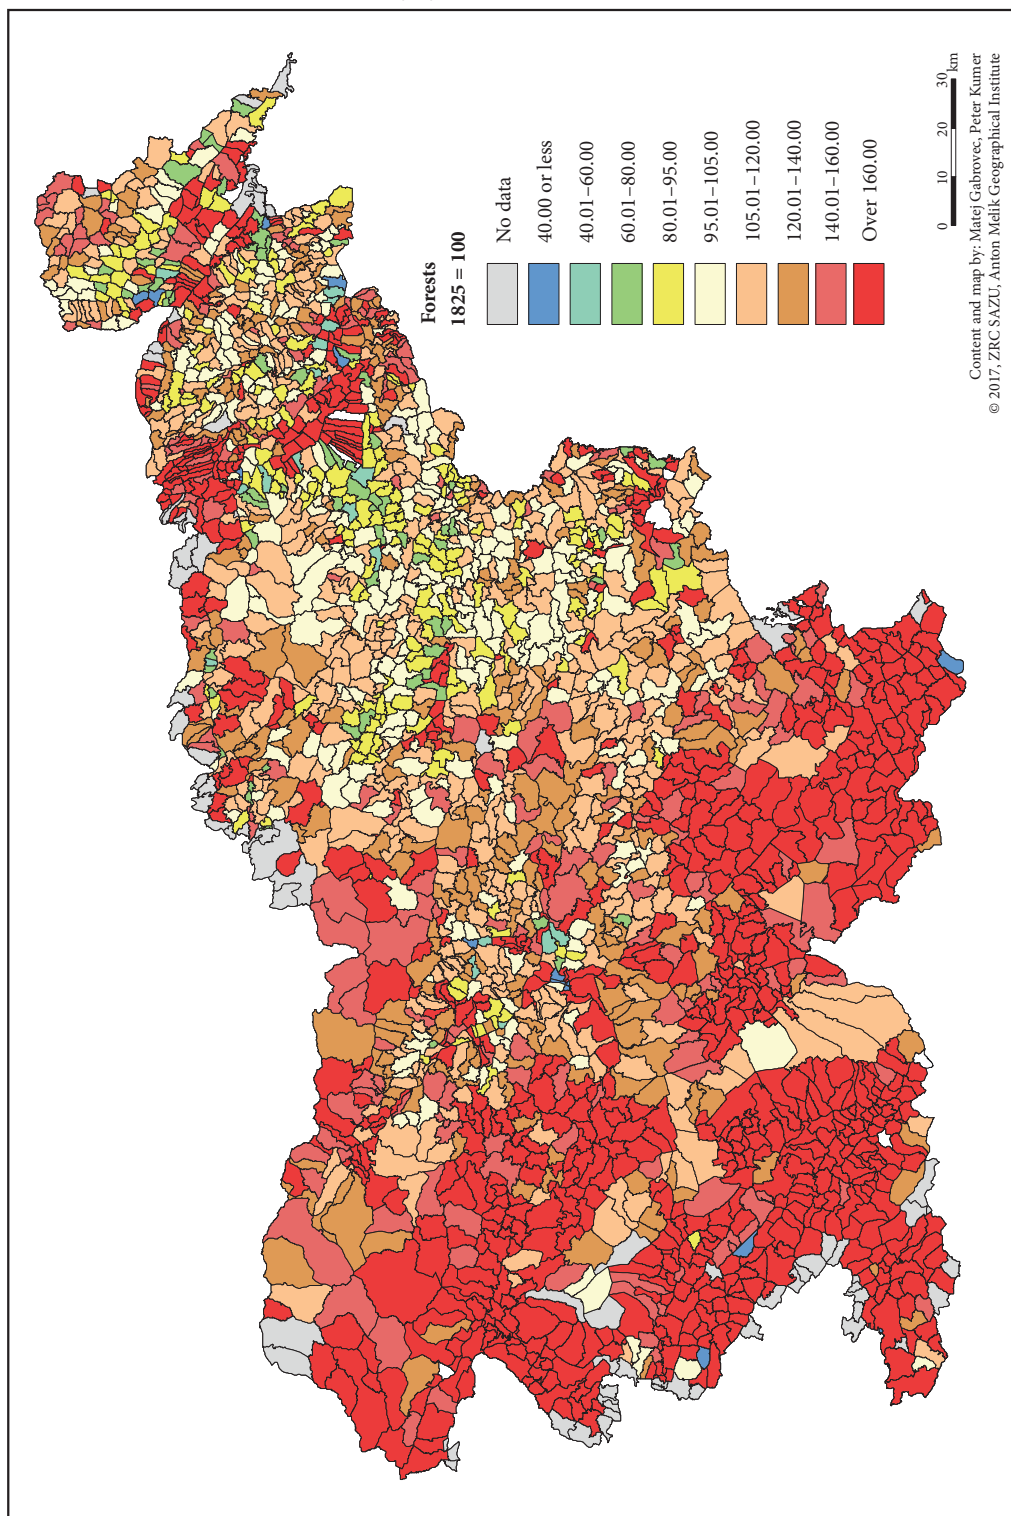 Forests
1825 = 100
No data
40.00 or less
40.01–60.00
60.01–80.00
80.01–95.00
95.01–105.00
105.01–120.00
120.01–140.00
140.01–160.00
Over 160.00
0 10 20 30
km
Content and map by: Matej Gabrovec, Peter Kumer
© 2017, ZRC SAZU, Anton Melik Geographical Institute